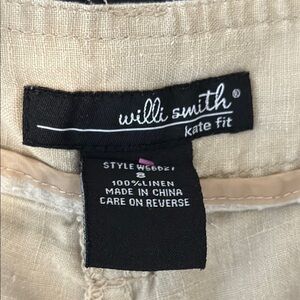 willi smith®
kate fit
STYLE
8
100%LINEN
MADE IN CHINA
CARE ON REVERSE